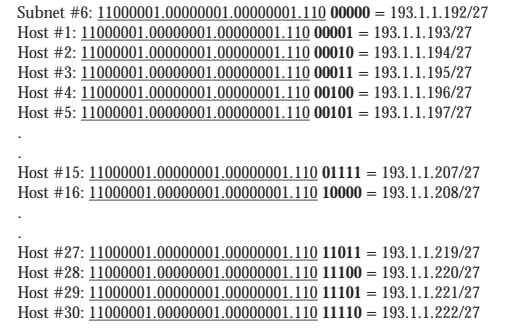 Subnet #6: 11000001.00000001.00000001.110 00000 = 193.1.1.192/27
Host #1: 11000001.00000001.00000001.110 00001 = 193.1.1.193/27
Host #2: 11000001.00000001.00000001.110 00010 = 193.1.1.194/27
Host #3: 11000001.00000001.00000001.110 00011 = 193.1.1.195/27
Host #4: 11000001.00000001.00000001.110 00100 = 193.1.1.196/27
Host #5: 11000001.00000001.00000001.110 00101 = 193.1.1.197/27
.
.
Host #15: 11000001.00000001.00000001.110 01111 = 193.1.1.207/27
Host #16: 11000001.00000001.00000001.110 10000 = 193.1.1.208/27
.
.
Host #27: 11000001.00000001.00000001.110 11011 = 193.1.1.219/27
Host #28: 11000001.00000001.00000001.110 11100 = 193.1.1.220/27
Host #29: 11000001.00000001.00000001.110 11101 = 193.1.1.221/27
Host #30: 11000001.00000001.00000001.110 11110 = 193.1.1.222/27